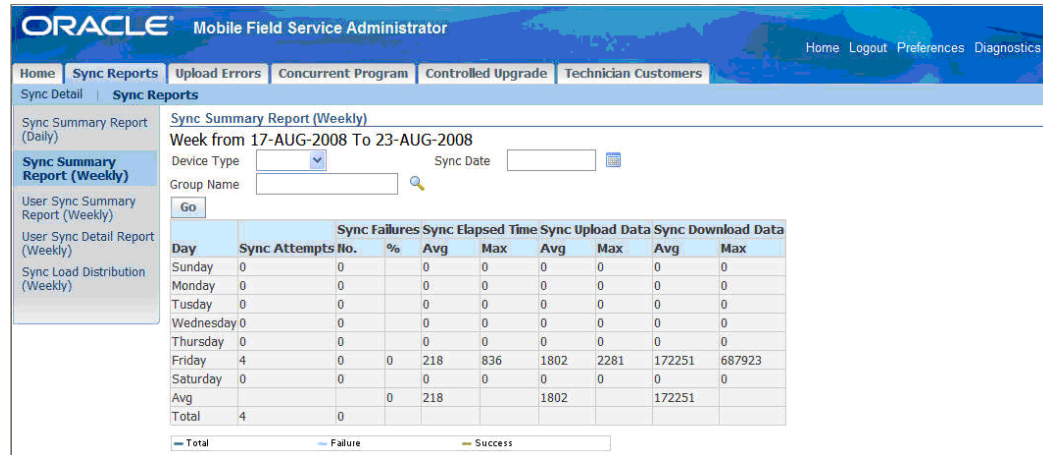 ORACLE® Mobile Field Service Administrator
Home Logout Preferences Diagnostics
Home Sync Reports Upload Errors Concurrent Program Controlled Upgrade Technician Customers
Sync Detail | Sync Reports
Sync Summary Report (Daily)
Sync Summary Report (Weekly)
User Sync Summary Report (Weekly)
User Sync Detail Report (Weekly)
Sync Load Distribution (Weekly)
Sync Summary Report (Weekly)
Week from 17-AUG-2008 To 23-AUG-2008
Device Type Sync Date
Group Name
Go
Sync Failures Sync Elapsed Time Sync Upload Data Sync Download Data
Day Sync Attempts No. % Avg Max Avg Max Avg Max
Sunday 0 0 0 0 0 0 0 0
Monday 0 0 0 0 0 0 0 0
Tusday 0 0 0 0 0 0 0 0
Wednesday 0 0 0 0 0 0 0 0
Thursday 0 0 0 0 0 0 0 0
Friday 4 0 0 218 836 1802 2281 172251 687923
Saturday 0 0 0 0 0 0 0 0
Avg 0 218 1802 172251
Total 4 0
Total Failure Success